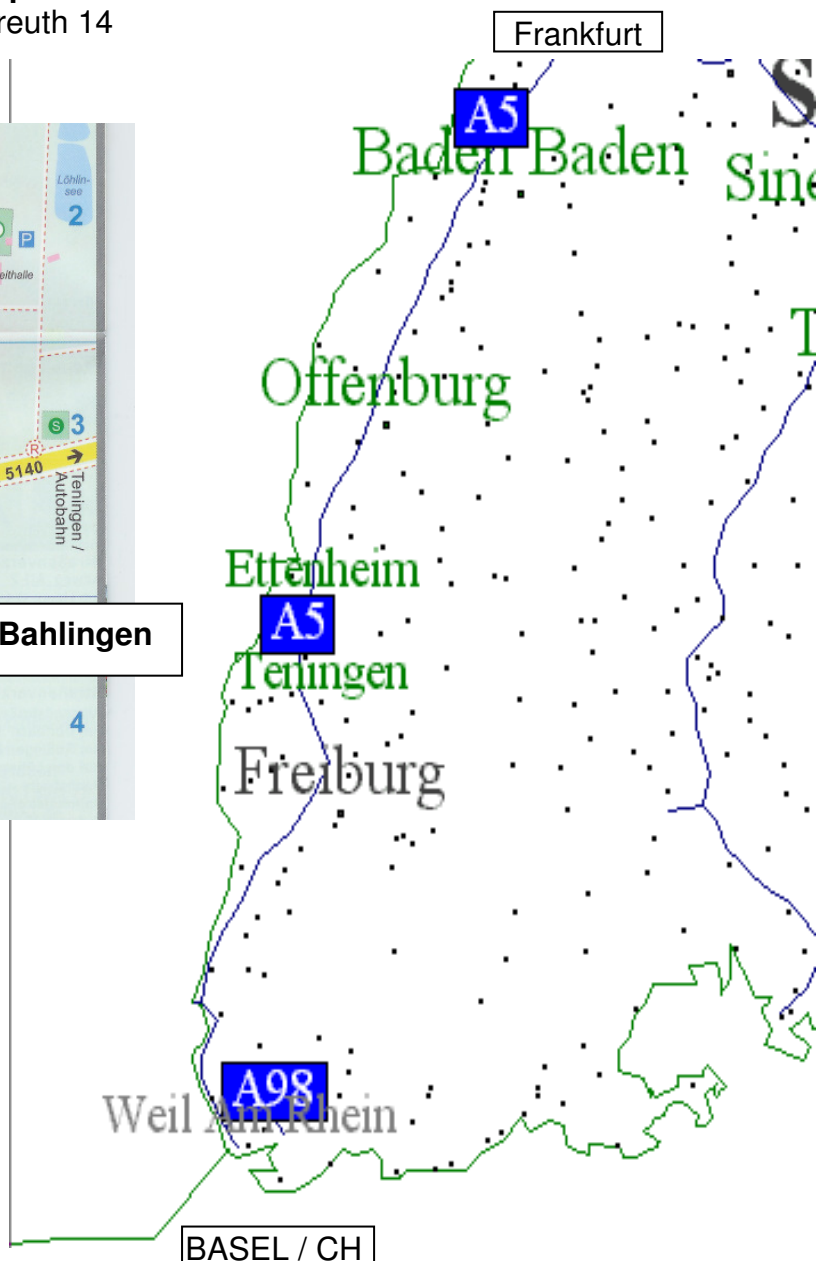 reuth 14
Frankfurt
A5
Baden Baden
Löhlin-
see
2
P
eithalle
Offenburg
S 3
R
5140
Teningen /
Autobahn
Ettenheim
A5
Bahlingen
Teningen
4
Freiburg
A98
Weil Am Rhein
BASEL / CH